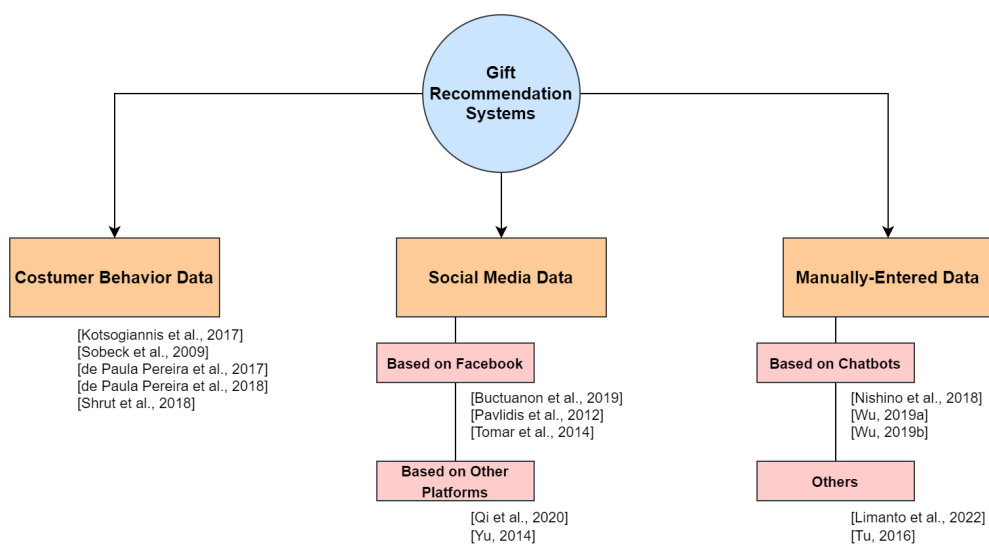 Gift
Recommendation
Systems
Costumer Behavior Data
[Kotsogiannis et al., 2017]
[Sobeck et al., 2009]
[de Paula Pereira et al., 2017]
[de Paula Pereira et al., 2018]
[Shrut et al., 2018]
Social Media Data
Based on Facebook
[Buctuanon et al., 2019]
[Pavlidis et al., 2012]
[Tomar et al., 2014]
Based on Other
Platforms
[Qi et al., 2020]
[Yu, 2014]
Manually-Entered Data
Based on Chatbots
[Nishino et al., 2018]
[Wu, 2019a]
[Wu, 2019b]
Others
[Limanto et al., 2022]
[Tu, 2016]